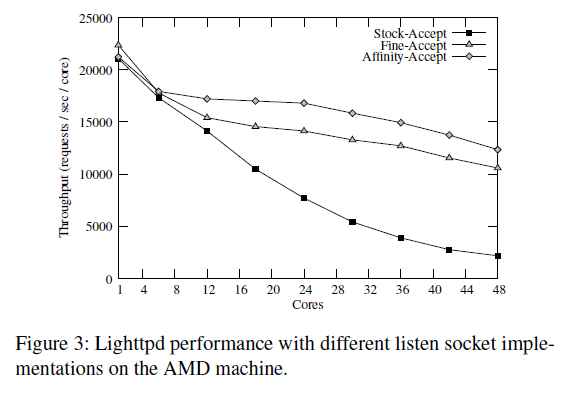 25000
20000
15000
10000
5000
0
Throughput (requests / sec / core)
Stock-Accept
Fine-Accept
Affinity-Accept
1 4 8 12 16 20 24 28 32 36 40 44 48
Cores
Figure 3: Lighttpd performance with different listen socket imple-
mentations on the AMD machine.